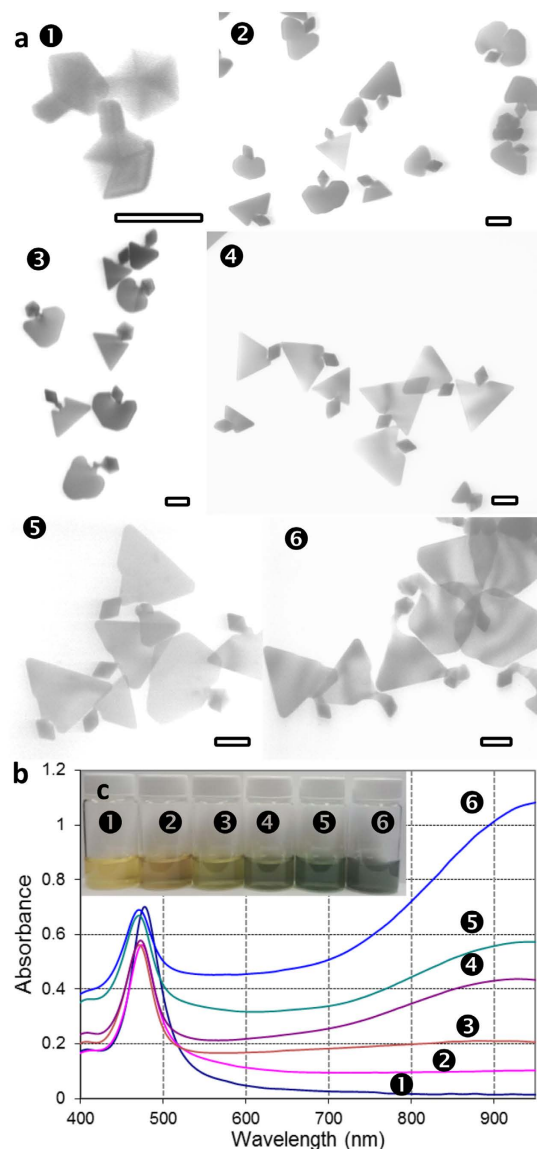 a
❶
❷
❸
❹
❺
❻
b
c
❶ ❷ ❸ ❹ ❺ ❻
1.2
1
0.8
0.6
0.4
0.2
0
Absorbance
❻
❺
❹
❸
❷
❶
400 500 600 700 800 900
Wavelength (nm)